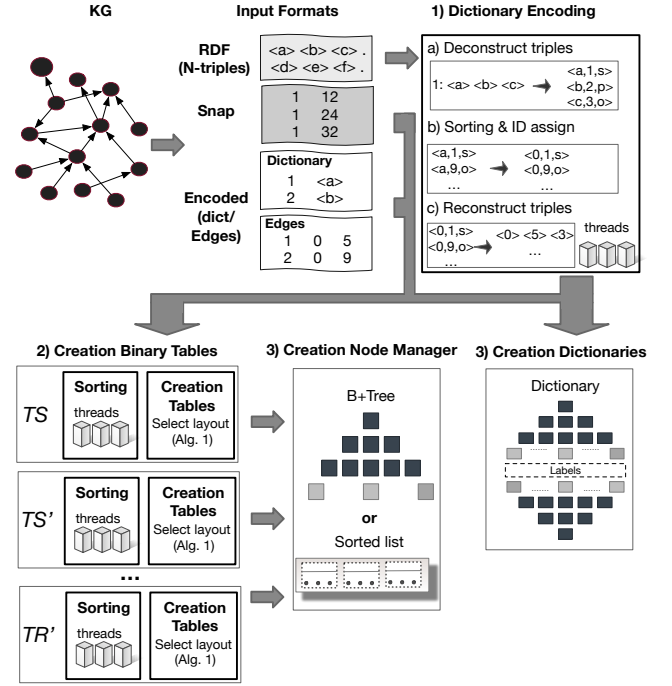 KG
Input Formats
1) Dictionary Encoding
RDF
(N-triples)
<a> <b> <c> .
<d> <e> <f> .
Snap
1 12
1 24
1 32
Encoded
(dict/
Edges)
Dictionary
1 <a>
2 <b>
Edges
1 0 5
2 0 9
a) Deconstruct triples
1: <a> <b> <c>
<a,1,s>
<b,2,p>
<c,3,o>
b) Sorting & ID assign
<a,1,s>
<a,9,o>
...
<0,1,s>
<0,9,o>
...
c) Reconstruct triples
<0,1,s>
<0,9,o>
...
<0> <5> <3>
...
threads
2) Creation Binary Tables
TS
Sorting
threads
Creation
Tables
Select layout
(Alg. 1)
TS’
Sorting
threads
Creation
Tables
Select layout
(Alg. 1)
...
TR’
Sorting
threads
Creation
Tables
Select layout
(Alg. 1)
3) Creation Node Manager
B+Tree
or
Sorted list
3) Creation Dictionaries
Dictionary
Labels